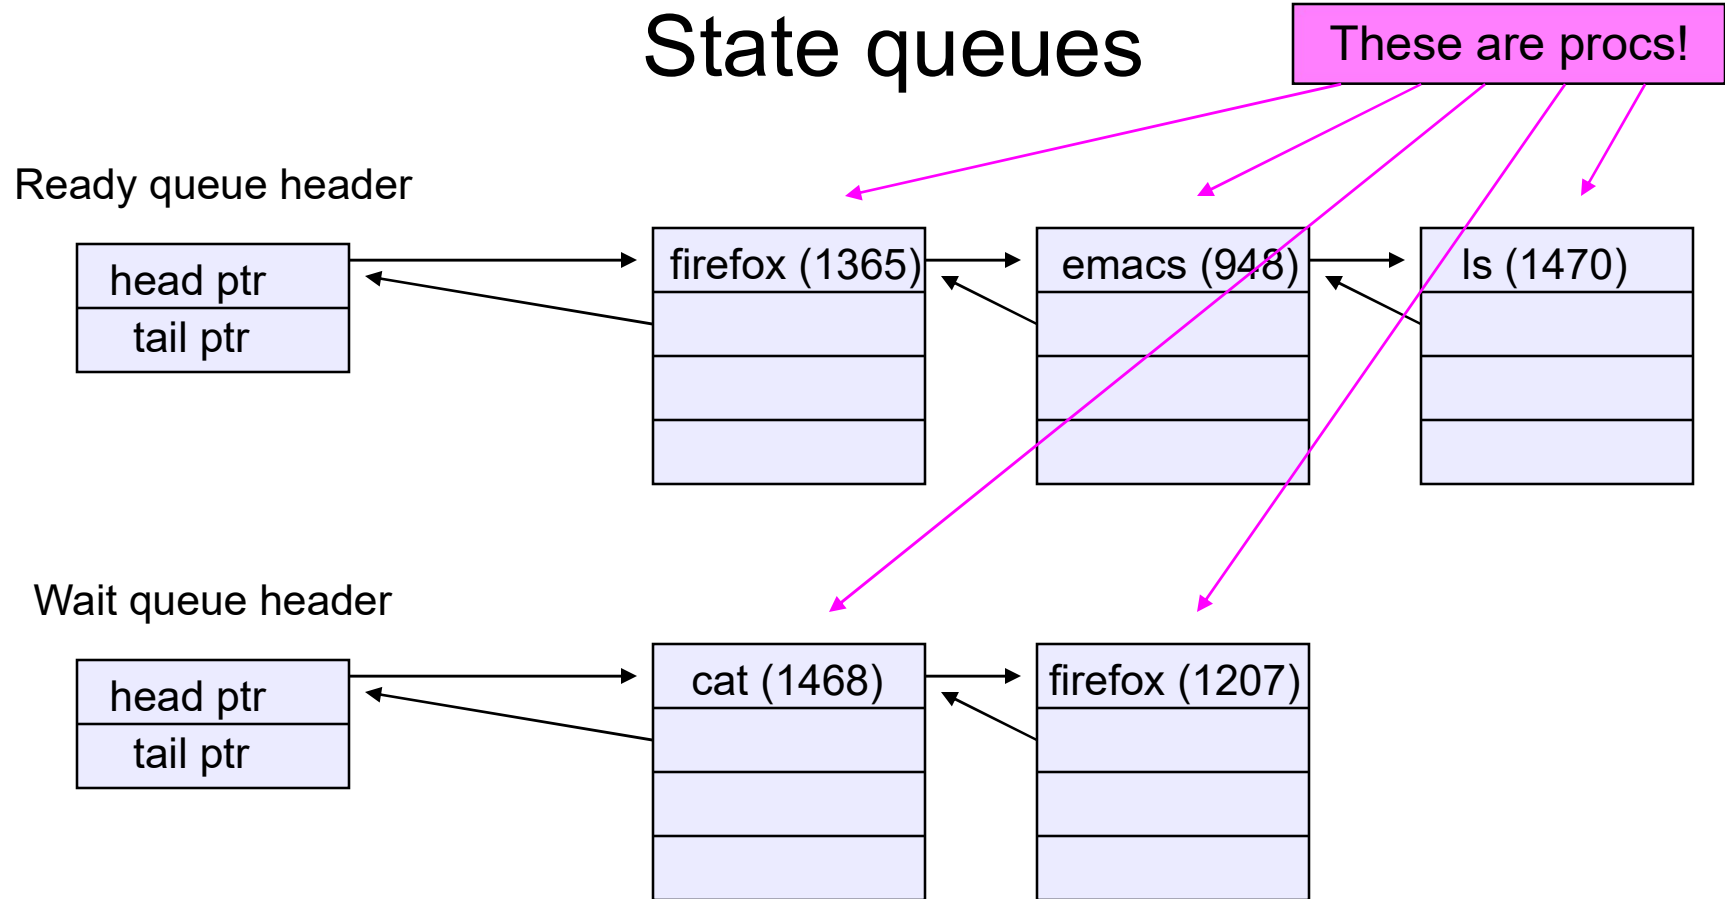 State queues
These are procs!
Ready queue header
head ptr
tail ptr
firefox (1365)
emacs (948)
ls (1470)
Wait queue header
head ptr
tail ptr
cat (1468)
firefox (1207)